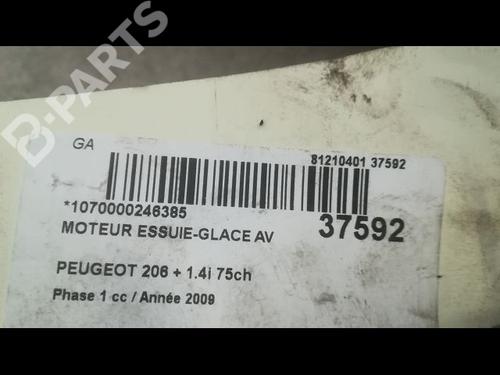 B-PARTS
GA
81210401 37592
*1070000246385
MOTEUR ESSUIE-GLACE AV
37592
PEUGEOT 206 + 1.4i 75ch
Phase 1 cc / Année 2009